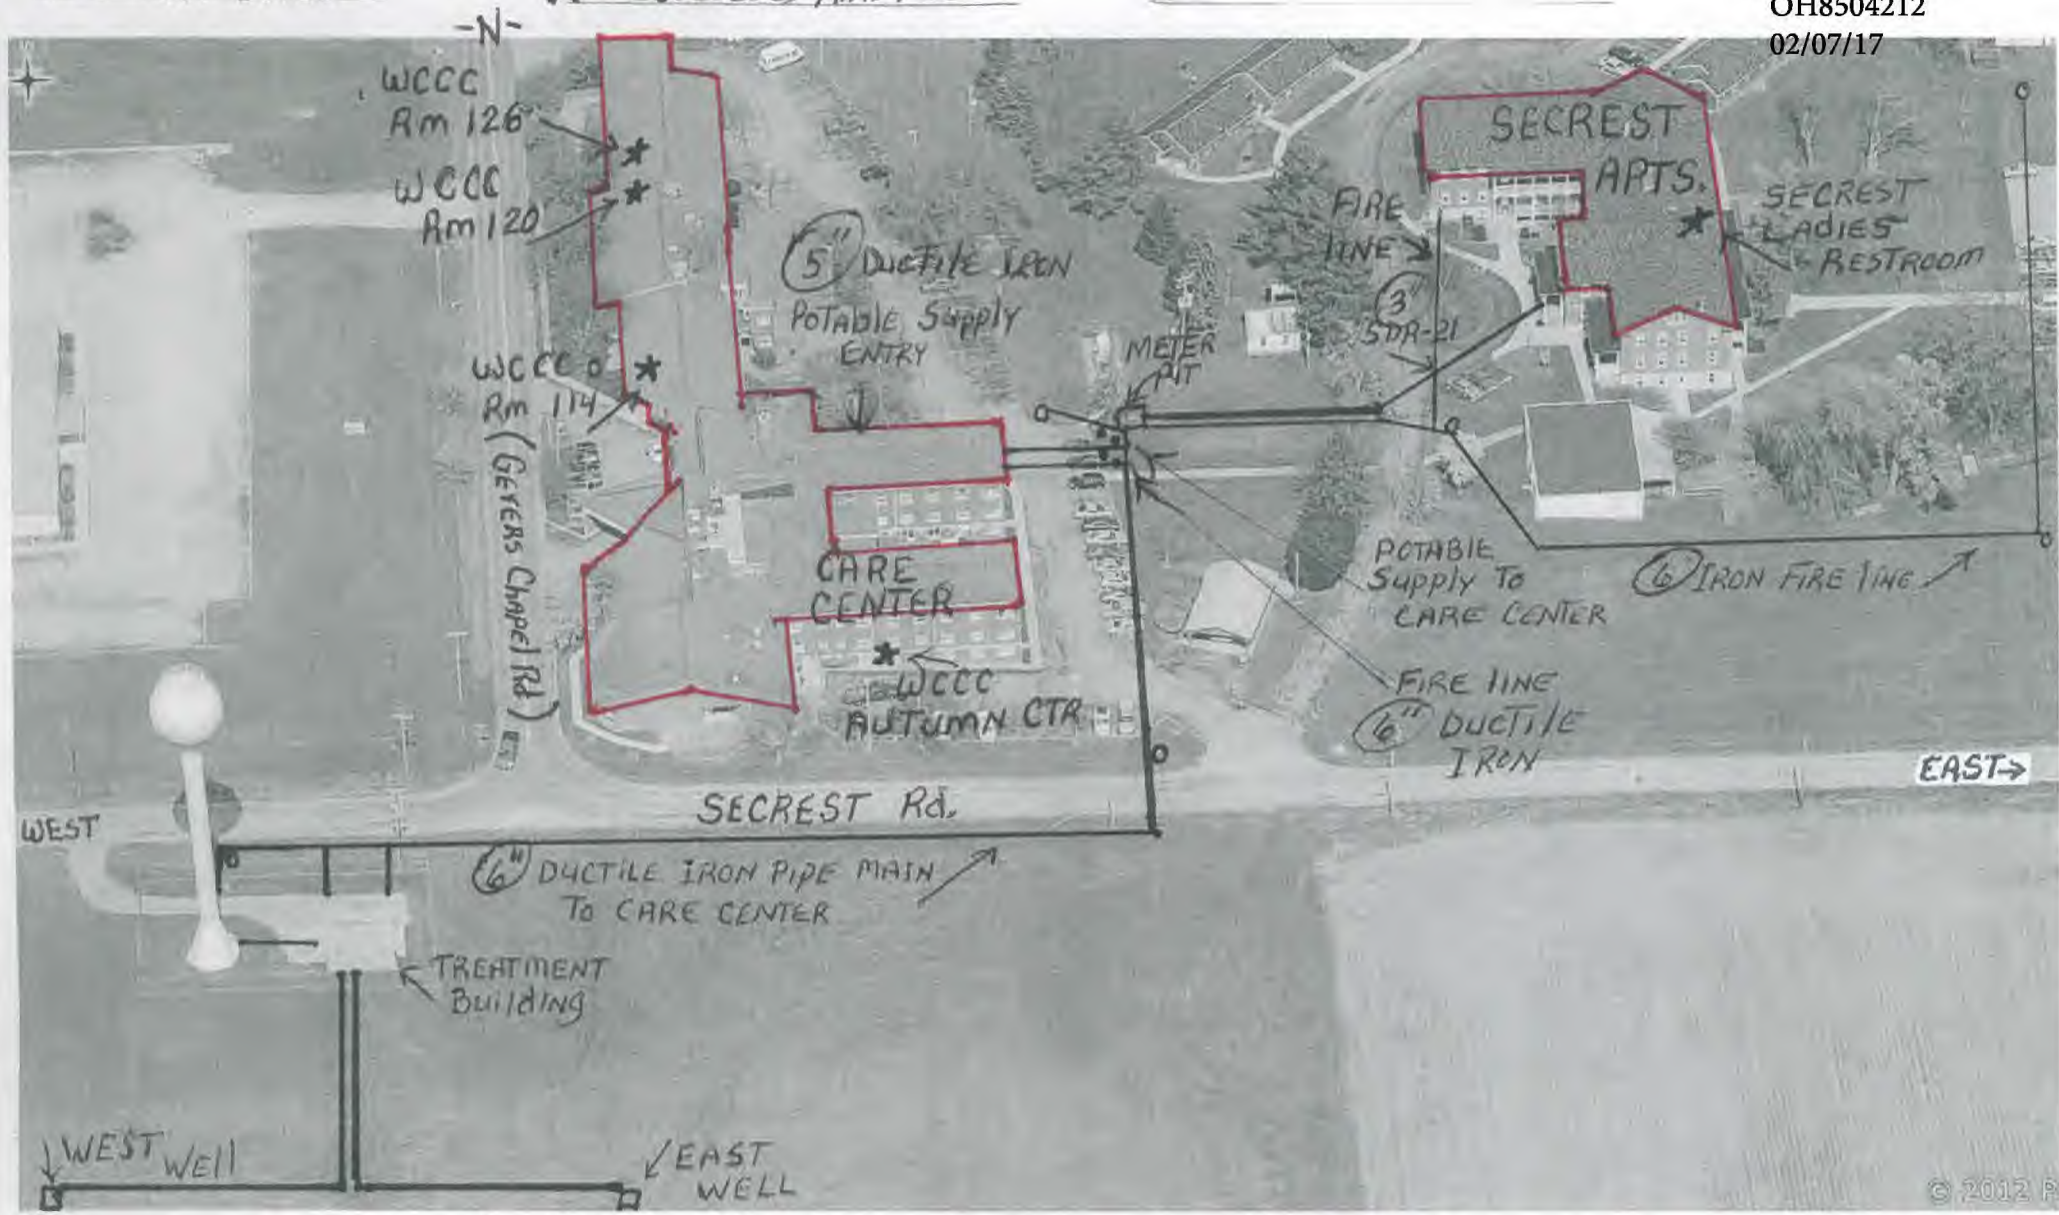 OH8504212
02/07/17
-N-
WCCC
Rm 126
WCCC
Rm 120
5" DUCTILE IRON
POTABLE Supply
ENTRY
WCCC
Rm 114
(GEYERS Chapel Rd)
CARE
CENTER
WCCC
AUTUMN CTR
METER
PIT
FIRE
LINE
3"
SDR-21
SECREST
APTS.
SECREST
LADIES
RESTROOM
POTABLE
Supply To
CARE CENTER
6" IRON FIRE LINE
FIRE LINE
6" DUCTILE
IRON
EAST→
SECREST Rd.
WEST
6" DUCTILE IRON PIPE MAIN
TO CARE CENTER
TREATMENT
Building
WEST WELL
EAST
WELL
© 2012